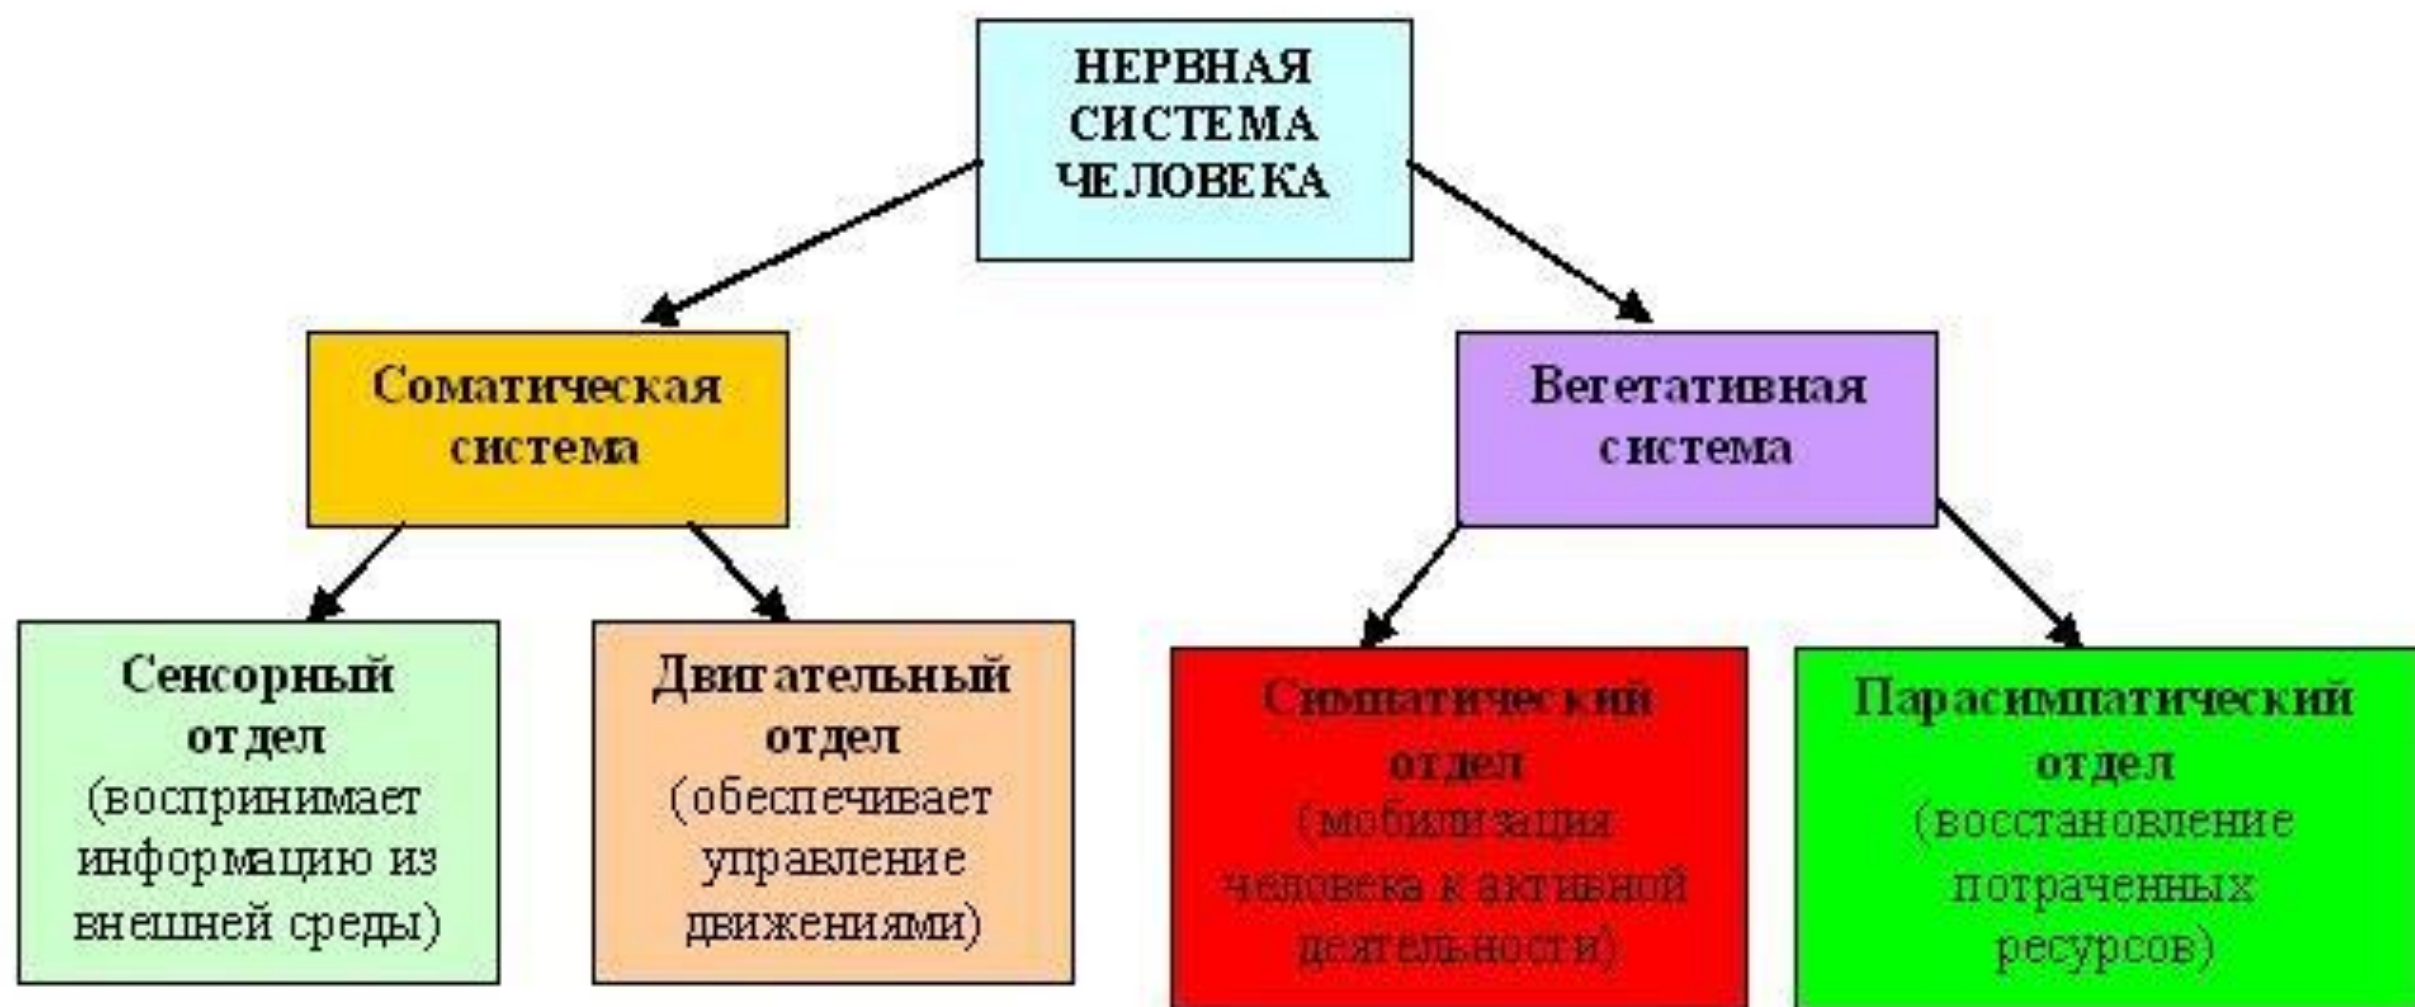 НЕРВНАЯ
СИСТЕМА
ЧЕЛОВЕКА
Соматическая
система
Вегетативная
система
Сенсорный
отдел
(воспринимает
информацию из
внешней среды)
Двигательный
отдел
(обеспечивает
управление
движениями)
Симпатический
отдел
(мобилизация
человека к активной
деятельности)
Парасимпатический
отдел
(восстановление
потраченных
ресурсов)